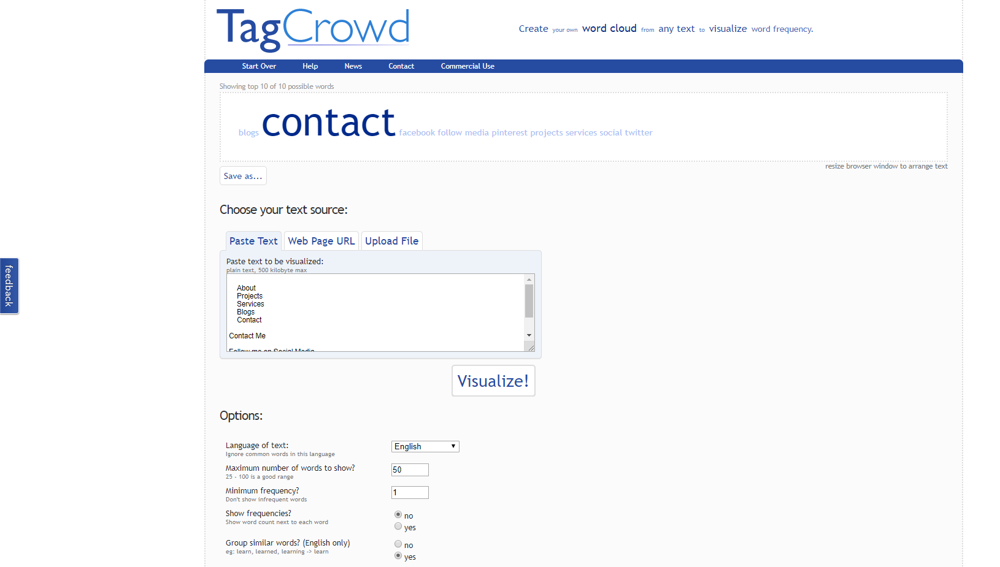 TagCrowd
Create your own word cloud from any text to visualize word frequency.
Start Over Help News Contact Commercial Use
Showing top 10 of 10 possible words
blogs contact facebook follow media pinterest projects services social twitter
resize browser window to arrange text
Save as...
Choose your text source:
Paste Text Web Page URL Upload File
Paste text to be visualized:
plain text, 500 kilobyte max
About
Projects
Services
Blogs
Contact
Contact Me
Follow me on Social Media
Visualize!
feedback
Options:
Language of text: English
Ignore common words in this language
Maximum number of words to show? 50
25 - 100 is a good range
Minimum frequency? 1
Don't show infrequent words
Show frequencies? no
Show word count next to each word
yes
Group similar words? (English only) no
eg: learn, learned, learning -> learn
yes